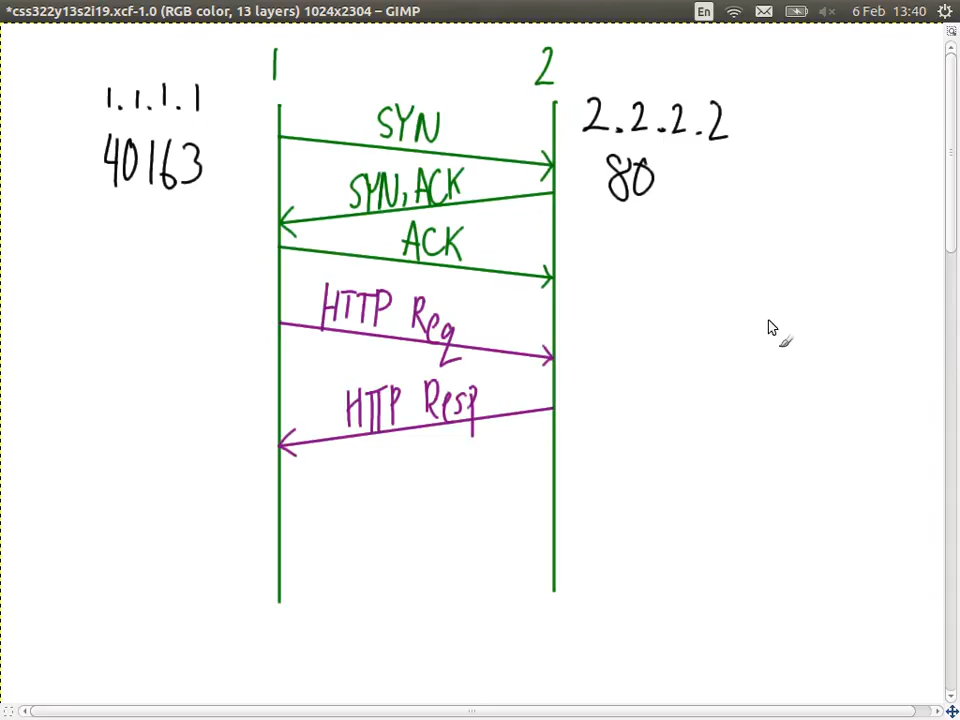 *css322y13s2i19.xcf-1.0 (RGB color, 13 layers) 1024x2304 – GIMP
En
6 Feb 13:40
1
2
1.1.1.1
40163
2.2.2.2
80
SYN
SYN, ACK
ACK
HTTP Req
HTTP Resp